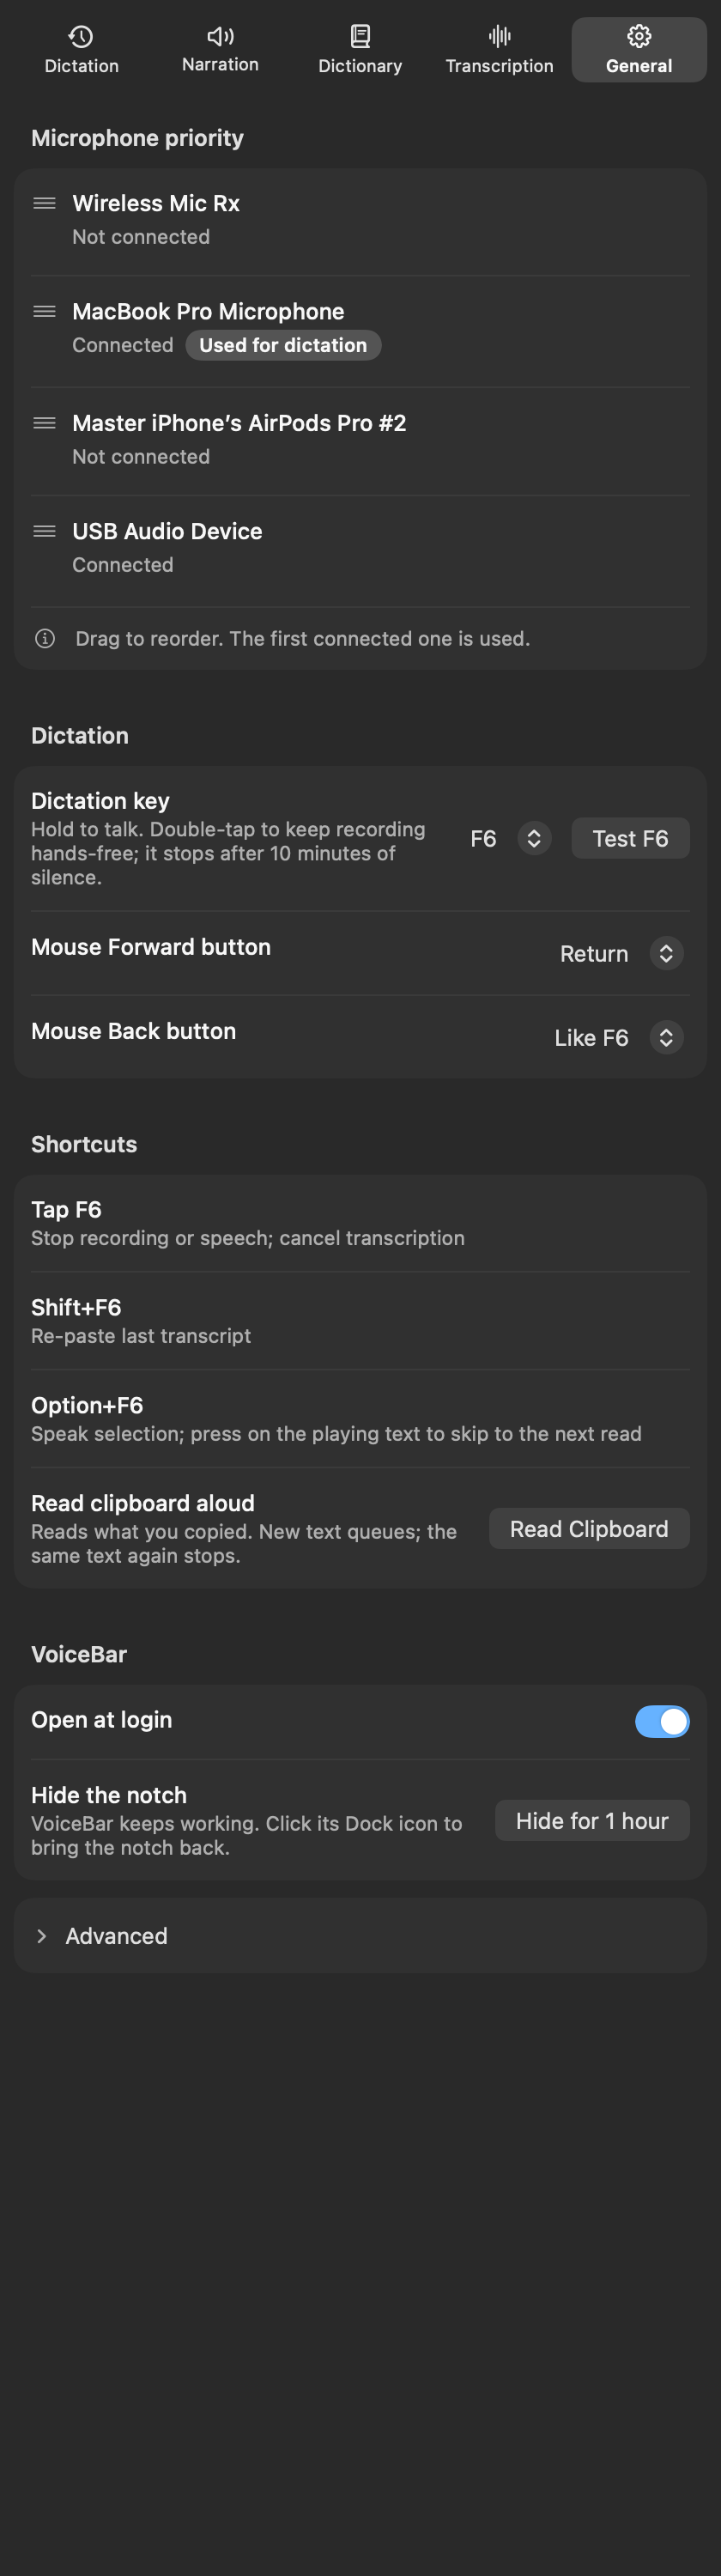 Dictation
Narration
Dictionary
Transcription
General
Microphone priority
Wireless Mic Rx
Not connected
MacBook Pro Microphone
Connected
Used for dictation
Master iPhone’s AirPods Pro #2
Not connected
USB Audio Device
Connected
Drag to reorder. The first connected one is used.
Dictation
Dictation key
Hold to talk. Double-tap to keep recording
hands-free; it stops after 10 minutes of
silence.
F6
Test F6
Mouse Forward button
Return
Mouse Back button
Like F6
Shortcuts
Tap F6
Stop recording or speech; cancel transcription
Shift+F6
Re-paste last transcript
Option+F6
Speak selection; press on the playing text to skip to the next read
Read clipboard aloud
Reads what you copied. New text queues; the
same text again stops.
Read Clipboard
VoiceBar
Open at login
Hide the notch
VoiceBar keeps working. Click its Dock icon to
bring the notch back.
Hide for 1 hour
Advanced